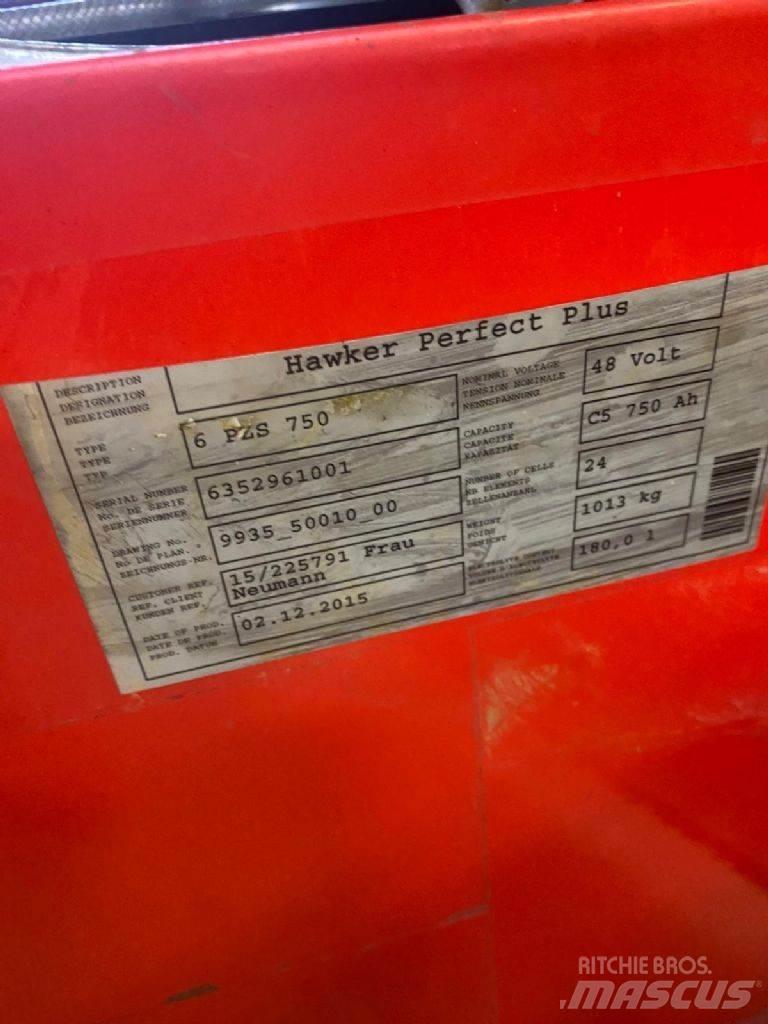 Hawker Perfect Plus
DESCRIPTION
DESIGNATION
BEZEICHNUNG
TYPE
TYPE
TYP
6 PZS 750
NOMINAL VOLTAGE
TENSION NOMINALE
NENNSPANNUNG
48 Volt
SERIAL NUMBER
NO. DE SERIE
SERIENNUMMER
6352961001
CAPACITY
CAPACITE
KAPAZITÄT
C5 750 Ah
DRAWING NO.
NO DE PLAN.
ZEICHNUNGS-NR.
9935_50010_00
NUMBER OF CELLS
NB ELEMENTS
ZELLENANZAHL
24
CUSTOMER REF.
REF. CLIENT
KUNDEN REF.
15/225791 Frau
Neumann
WEIGHT
POIDS
GEWICHT
1013 kg
DATE OF PROD.
DATE DE PROD.
PROD. DATUM
02.12.2015
180,0 l
RITCHIE BROS.
MASCUS